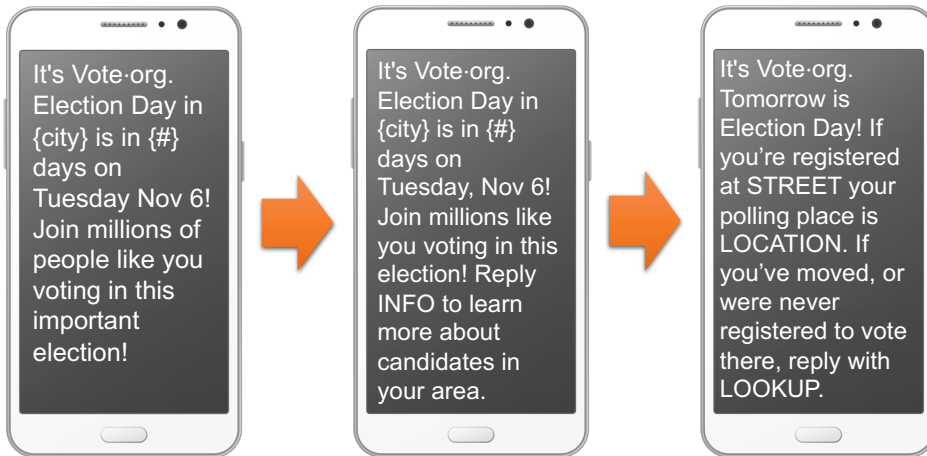 It's Vote·org.
Election Day in
{city} is in {#}
days on
Tuesday Nov 6!
Join millions of
people like you
voting in this
important
election!
It's Vote·org.
Election Day in
{city} is in {#}
days on
Tuesday, Nov 6!
Join millions like
you voting in this
election! Reply
INFO to learn
more about
candidates in
your area.
It's Vote·org.
Tomorrow is
Election Day! If
you’re registered
at STREET your
polling place is
LOCATION. If
you’ve moved, or
were never
registered to vote
there, reply with
LOOKUP.